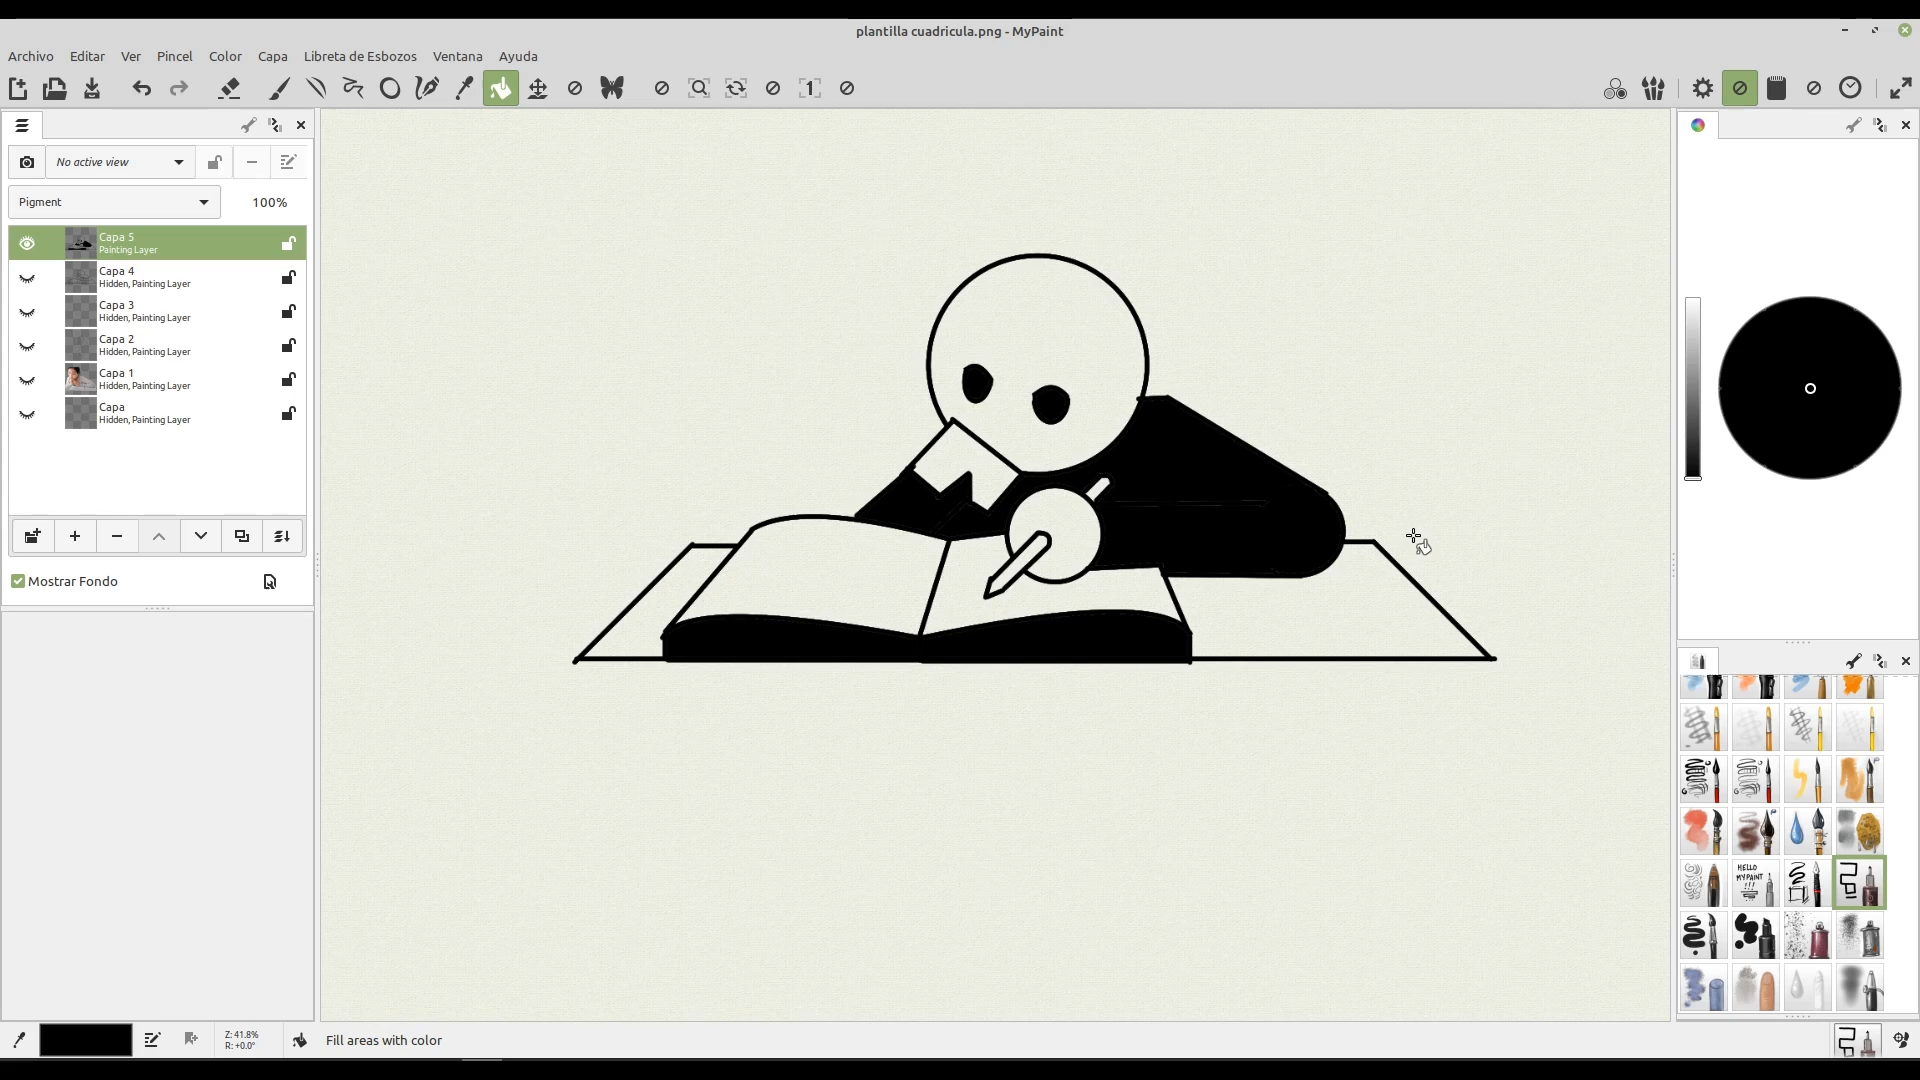 plantilla cuadricula.png - MyPaint
Archivo Editar Ver Pincel Color Capa Libreta de Esbozos Ventana Ayuda
No active view
Pigment 100%
Capa 5
Painting Layer
Capa 4
Hidden, Painting Layer
Capa 3
Hidden, Painting Layer
Capa 2
Hidden, Painting Layer
Capa 1
Hidden, Painting Layer
Capa
Hidden, Painting Layer
Mostrar Fondo
HELLO
MYPAINT
!!!
Z: 41.8%
R: +0.0°
Fill areas with color